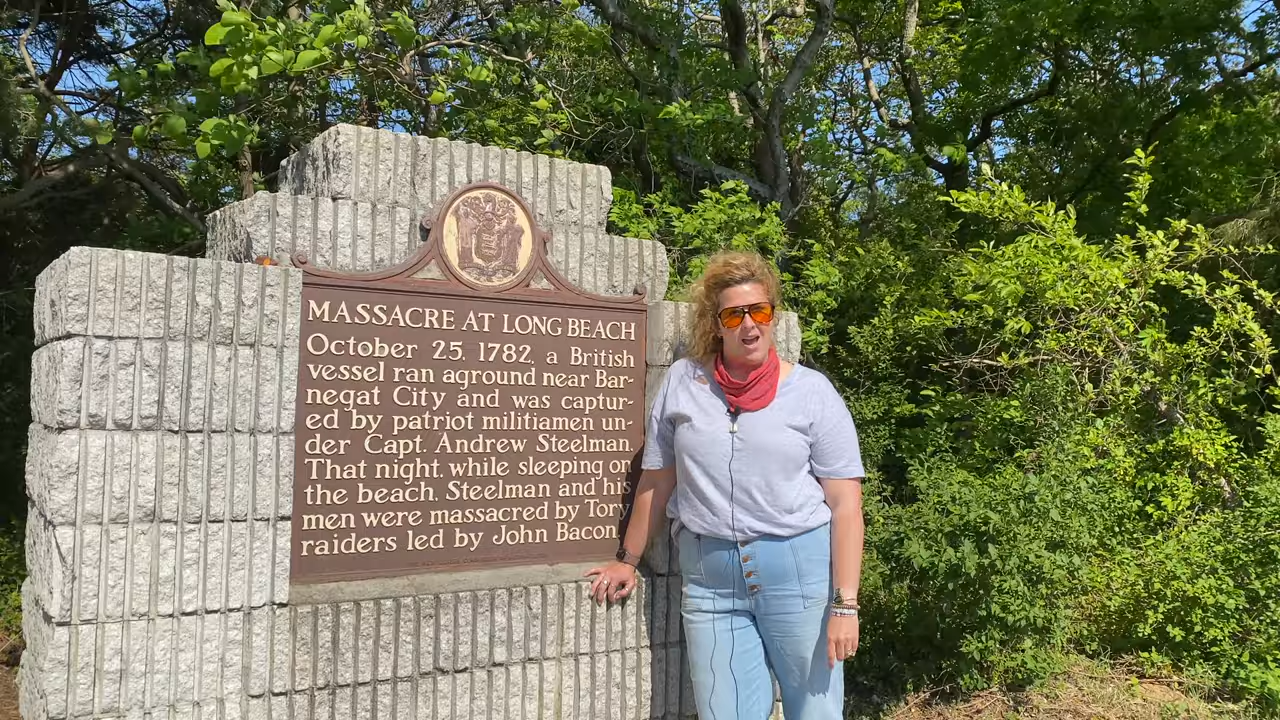 MASSACRE AT LONG BEACH
October 25, 1782, a British
vessel ran aground near Bar-
negat City and was captur-
ed by patriot militiamen un-
der Capt. Andrew Steelman.
That night, while sleeping on
the beach, Steelman and his
men were massacred by Tory
raiders led by John Bacon.